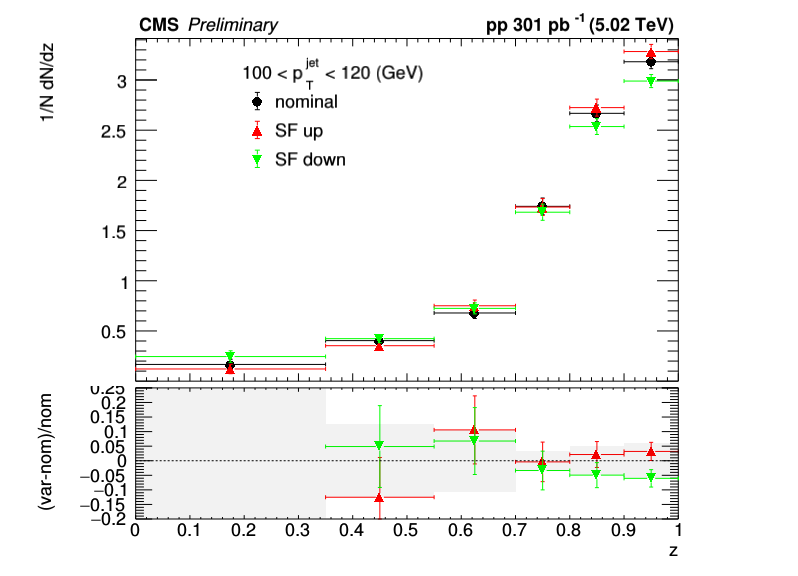 CMS Preliminary
pp 301 pb -1 (5.02 TeV)
1/N dN/dz
100 < p T jet < 120 (GeV)
nominal
SF up
SF down
3
2.5
2
1.5
1
0.5
(var-nom)/nom
0.25
0.2
0.15
0.1
0.05
0
−0.05
−0.1
−0.15
−0.2
0 0.1 0.2 0.3 0.4 0.5 0.6 0.7 0.8 0.9 1
z